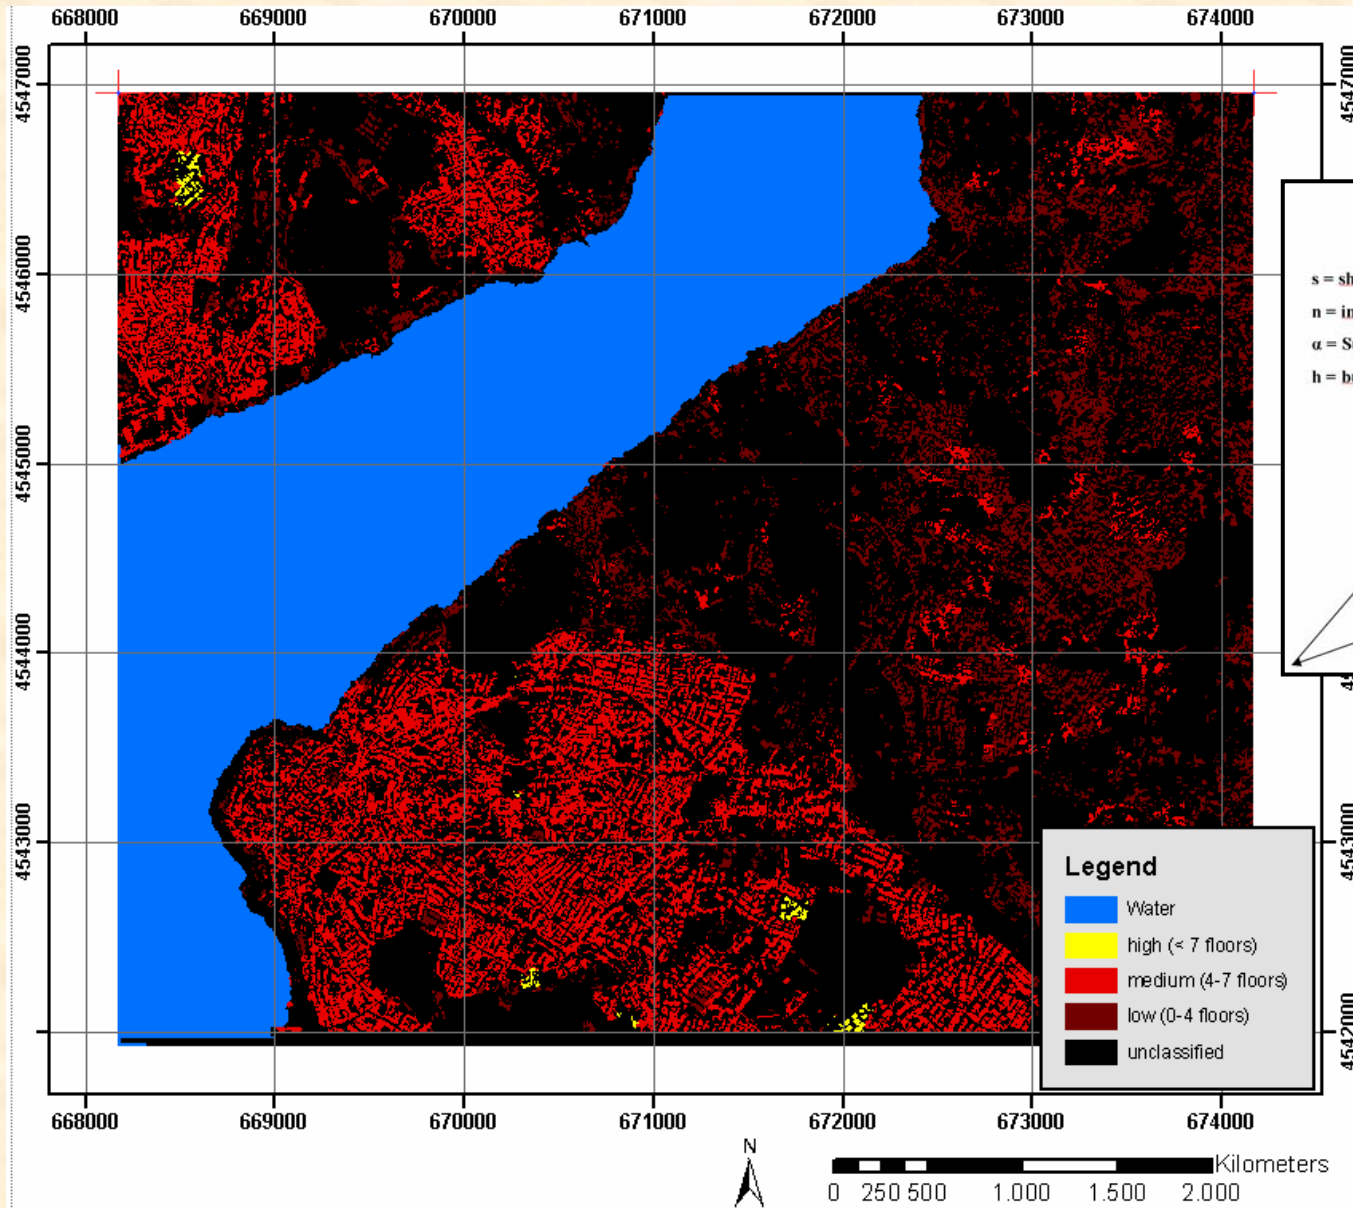 668000 669000 670000 671000 672000 673000 674000
4547000
4546000
4545000
4544000
4543000
4547000
4543000
4542000
s = sh
n = in
α = S
h = b
Legend
Water
high (< 7 floors)
medium (4-7 floors)
low (0-4 floors)
unclassified
668000 669000 670000 671000 672000 673000 674000
N
Kilometers
0 250 500 1.000 1.500 2.000